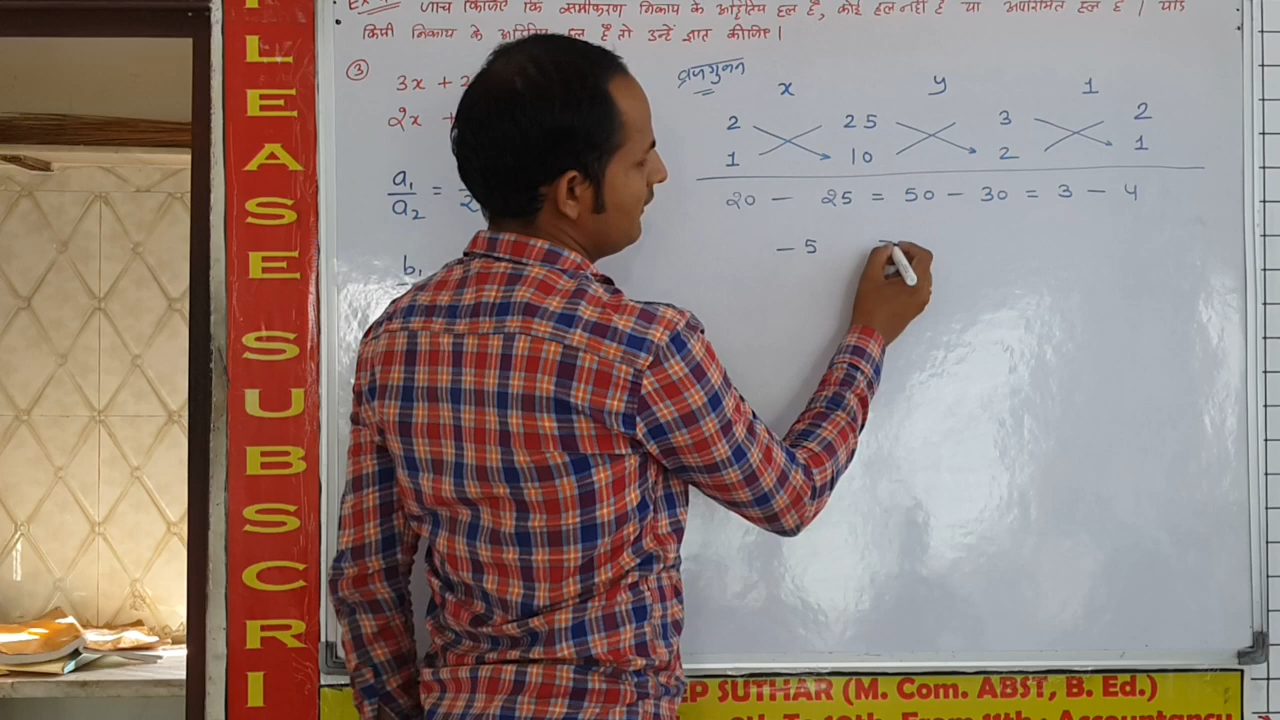 जाँच किजिए कि समीकरण निकाय के अद्वितिय हल है, कोई हल नहीं है या अपरिमित हल है। यदि
किसी निकाय के अद्वितिय हल है तो उन्हें ज्ञात कीजिए।
③
3x + 2
2x +
a₁/a₂ =
b₁
वज्रगुणन
x y 1
2 25 3 2
1 10 2 1
20 - 25 = 50 - 30 = 3 - 4
- 5
LEASE SUBSCRI
EP SUTHAR (M. Com. ABST, B. Ed.)